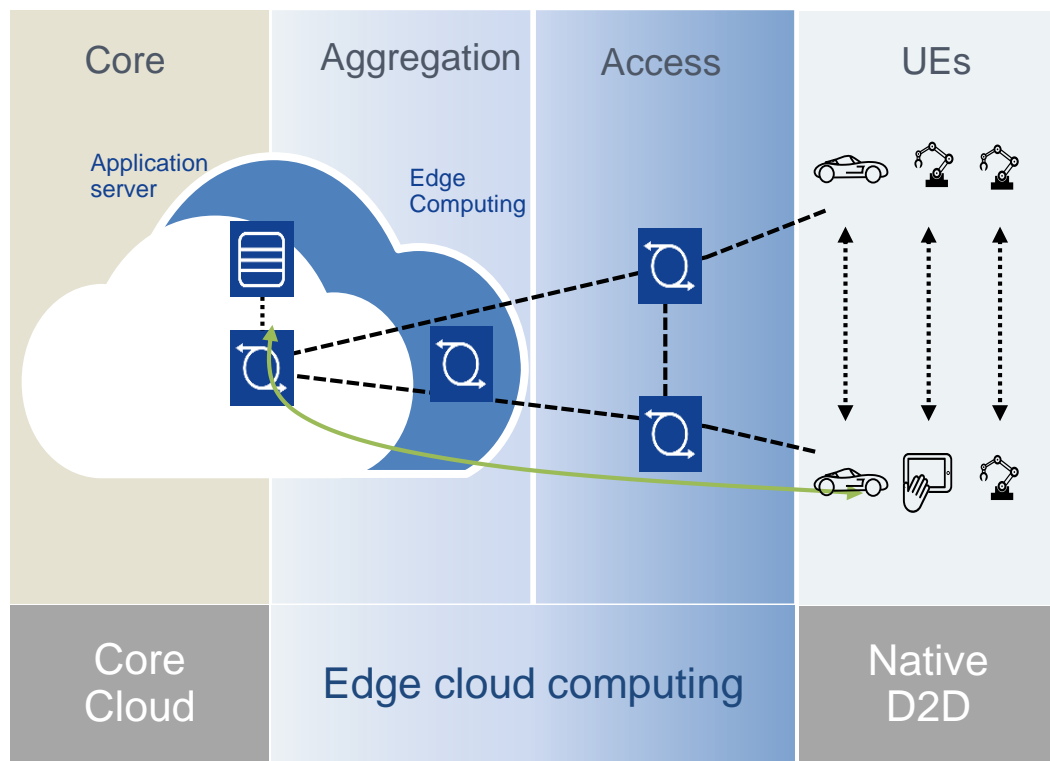 Core
Aggregation
Access
UEs
Application
server
Edge
Computing
Core
Cloud
Edge cloud computing
Native
D2D